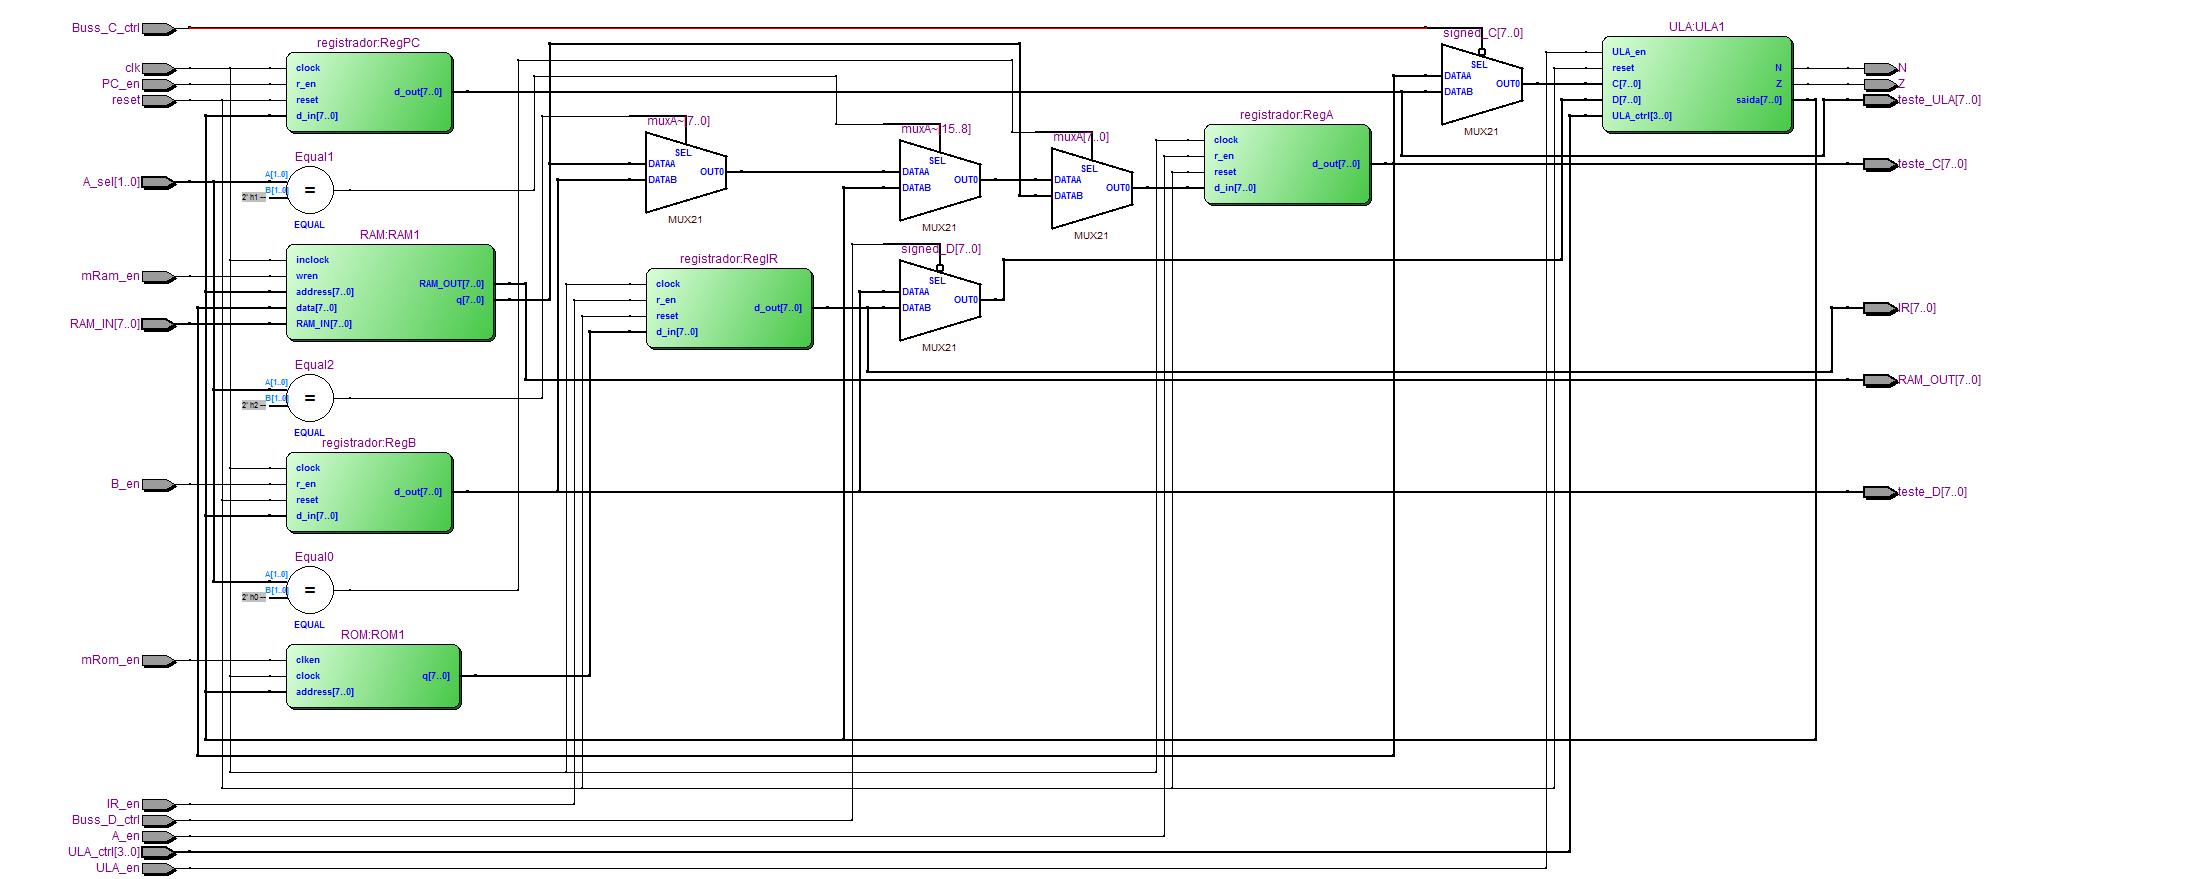 Buss_C_ctrl
clk
PC_en
reset
registrador:RegPC
clock
r_en
reset
d_in[7..0]
d_out[7..0]
A_sel[1..0]
Equal1
A[1..0]
B[1..0]
2' h1
=
EQUAL
RAM:RAM1
mRam_en
RAM_IN[7..0]
inclock
wren
address[7..0]
data[7..0]
RAM_IN[7..0]
RAM_OUT[7..0]
q[7..0]
Equal2
A[1..0]
B[1..0]
2' h2
=
EQUAL
registrador:RegB
B_en
clock
r_en
reset
d_in[7..0]
d_out[7..0]
Equal0
A[1..0]
B[1..0]
2' h0
=
EQUAL
ROM:ROM1
mRom_en
clken
clock
address[7..0]
q[7..0]
IR_en
Buss_D_ctrl
A_en
ULA_ctrl[3..0]
ULA_en
muxA~[7..0]
SEL
DATAA
DATAB
OUT0
MUX21
registrador:RegIR
clock
r_en
reset
d_in[7..0]
d_out[7..0]
muxA~[15..8]
SEL
DATAA
DATAB
OUT0
MUX21
signed_D[7..0]
SEL
DATAA
DATAB
OUT0
MUX21
muxA[7..0]
SEL
DATAA
DATAB
OUT0
MUX21
registrador:RegA
clock
r_en
reset
d_in[7..0]
d_out[7..0]
signed_C[7..0]
SEL
DATAA
DATAB
OUT0
MUX21
ULA:ULA1
ULA_en
reset
C[7..0]
D[7..0]
ULA_ctrl[3..0]
N
Z
saida[7..0]
N
Z
teste_ULA[7..0]
teste_C[7..0]
IR[7..0]
RAM_OUT[7..0]
teste_D[7..0]